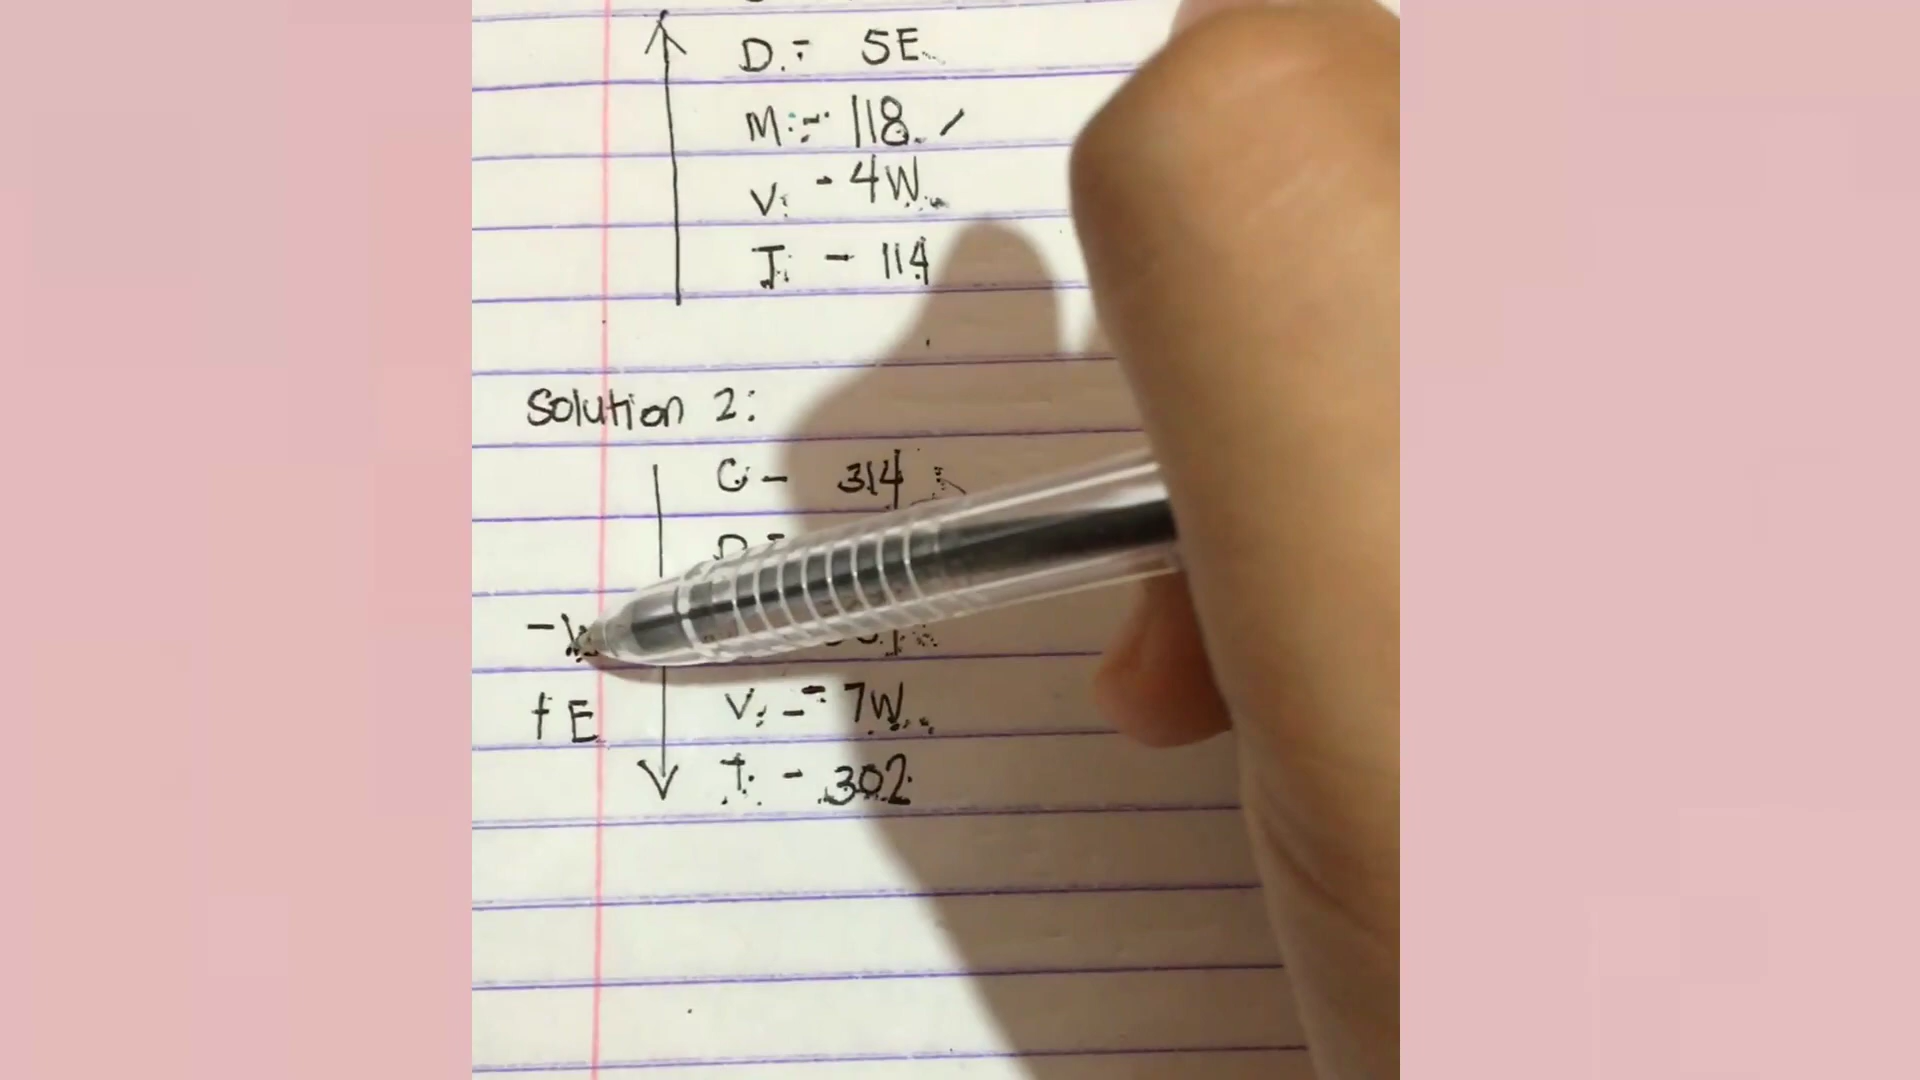 D. - 5E
M. - 118
V. - 4W
T. - 114
Solution 2:
C - 314
D -
-W
V. - 7W
+E
T. - 302